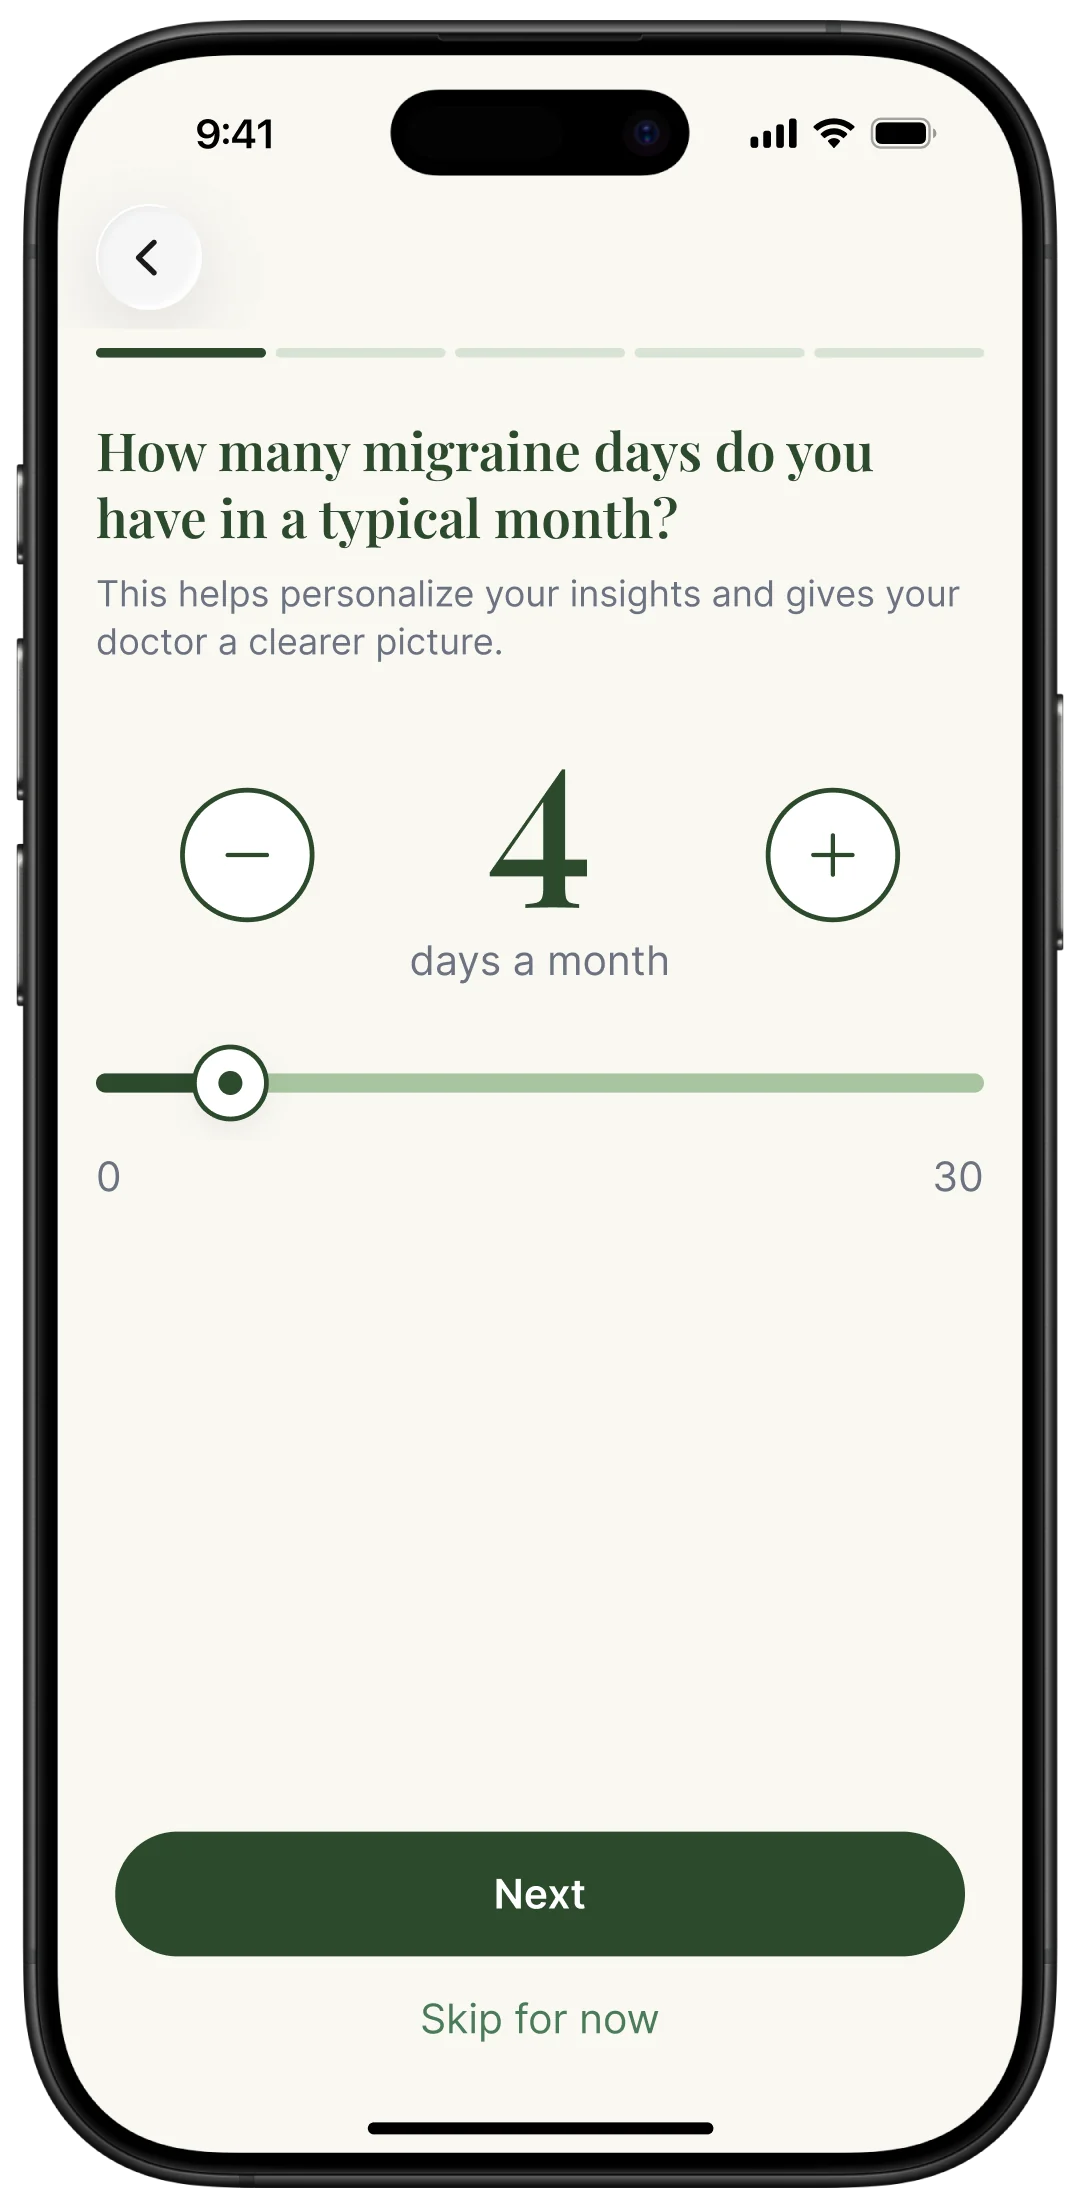 9:41
How many migraine days do you
have in a typical month?
This helps personalize your insights and gives your
doctor a clearer picture.
4
days a month
0
30
Next
Skip for now